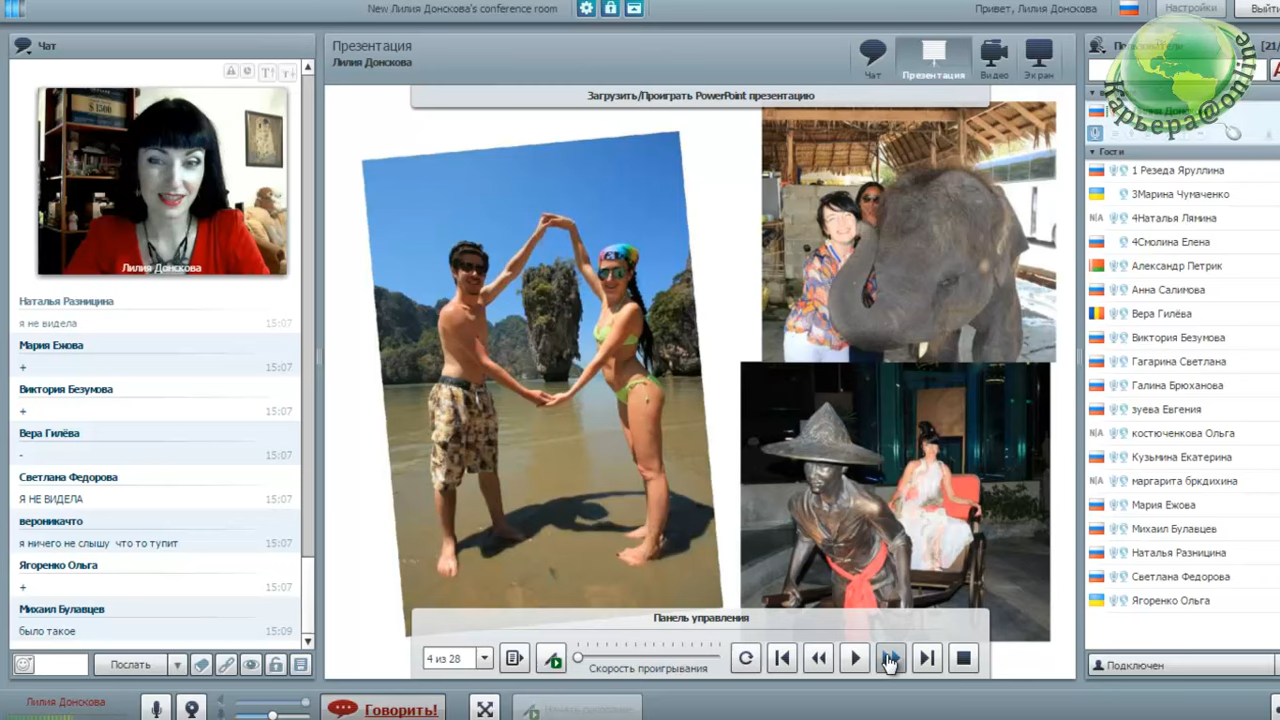 New Лилия Донскова's conference room
Привет, Лилия Донскова
Настройки
Чат
$ 1500
Лилия Донскова
Наталья Разницина
я не видела 15:07
Мария Ежова
+ 15:07
Виктория Безумова
+ 15:07
Вера Гилёва
- 15:07
Светлана Федорова
Я НЕ ВИДЕЛА 15:07
вероникачто
я ничего не слышу что то тупит 15:07
Ягоренко Ольга
+ 15:07
Михаил Булавцев
было такое 15:09
Послать
Лилия Донскова
Говорить!
Презентация
Лилия Донскова
Чат
Презентация
Видео
Экран
Загрузить/Проиграть PowerPoint презентацию
Панель управления
4 из 28
Скорость проигрывания
Карьера@online
Гости
1 Резеда Яруллина
3Марина Чумаченко
N/A 4Наталья Лямина
4Смолина Елена
Александр Петрик
Анна Салимова
Вера Гилёва
Виктория Безумова
Гагарина Светлана
Галина Брюханова
зуева Евгения
N/A костюченкова Ольга
Кузьмина Екатерина
N/A маргарита бркдихина
Мария Ежова
Михаил Булавцев
Наталья Разницина
Светлана Федорова
Ягоренко Ольга
Подключен